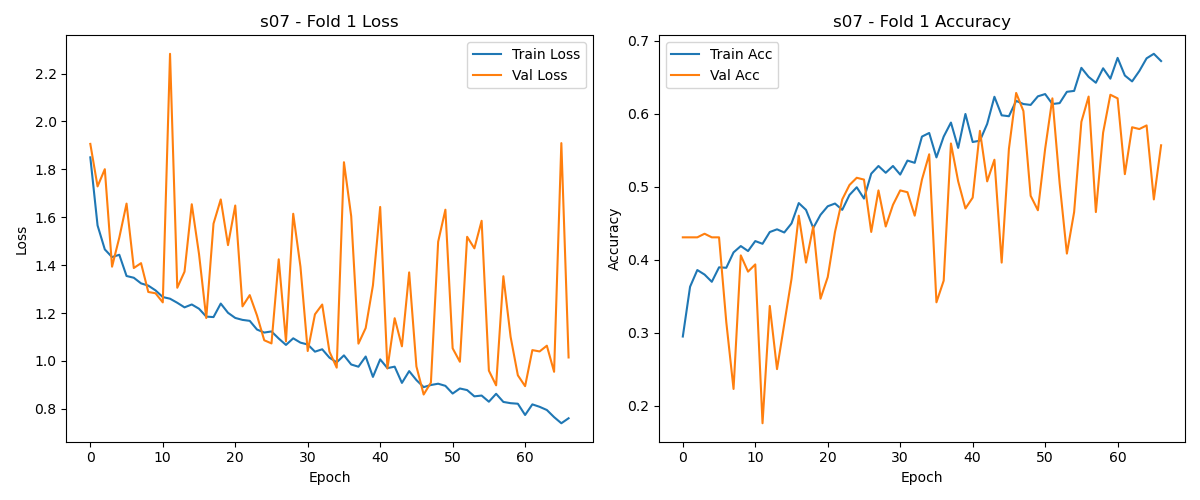 s07 - Fold 1 Loss
Train Loss
Val Loss
Loss
2.2
2.0
1.8
1.6
1.4
1.2
1.0
0.8
0 10 20 30 40 50 60
Epoch
s07 - Fold 1 Accuracy
Train Acc
Val Acc
Accuracy
0.7
0.6
0.5
0.4
0.3
0.2
0 10 20 30 40 50 60
Epoch